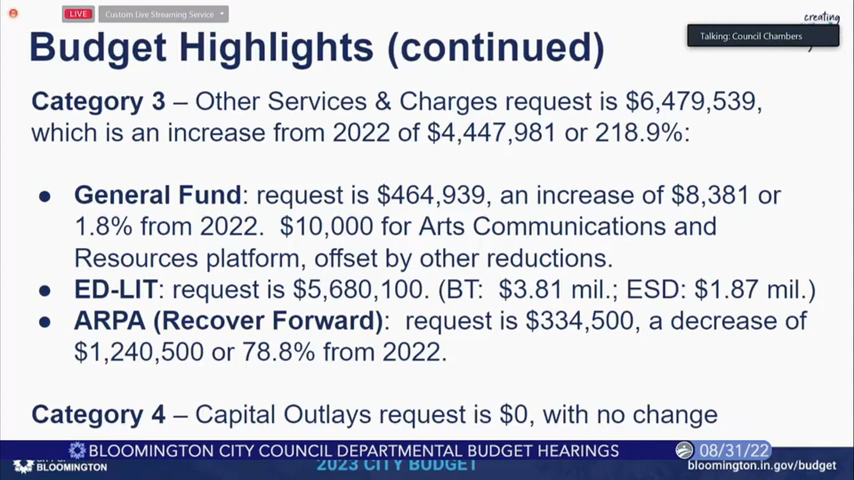 LIVE
Custom Live Streaming Service
creating
Budget Highlights (continued)
Talking: Council Chambers
Category 3 – Other Services & Charges request is $6,479,539,
which is an increase from 2022 of $4,447,981 or 218.9%:
● General Fund: request is $464,939, an increase of $8,381 or
1.8% from 2022.  $10,000 for Arts Communications and
Resources platform, offset by other reductions.
● ED-LIT: request is $5,680,100. (BT:  $3.81 mil.; ESD: $1.87 mil.)
● ARPA (Recover Forward):  request is $334,500, a decrease of
$1,240,500 or 78.8% from 2022.
Category 4 – Capital Outlays request is $0, with no change
BLOOMINGTON CITY COUNCIL DEPARTMENTAL BUDGET HEARINGS
08/31/22
BLOOMINGTON
2023 CITY BUDGET
bloomington.in.gov/budget